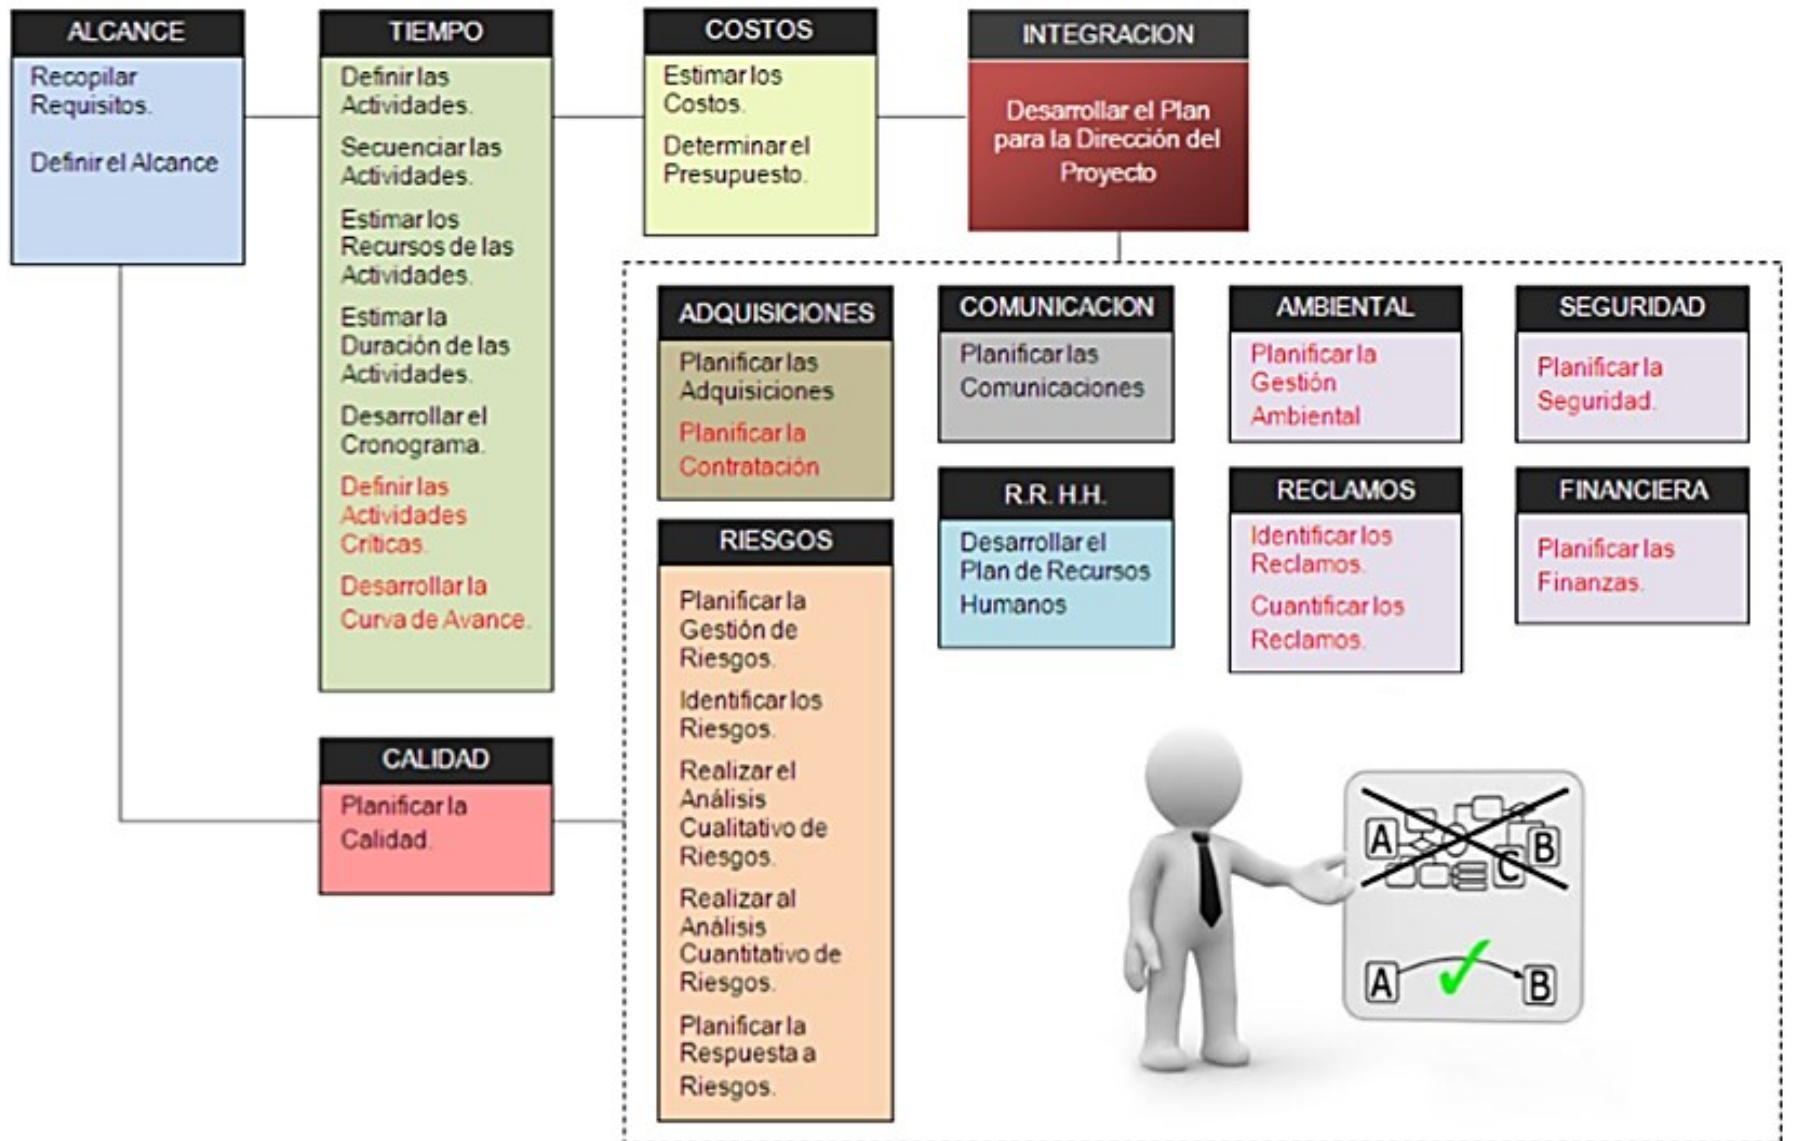 ALCANCE
Recopilar
Requisitos.
Definir el Alcance
TIEMPO
Definir las
Actividades.
Secuenciar las
Actividades.
Estimar los
Recursos de las
Actividades.
Estimar la
Duración de las
Actividades.
Desarrollar el
Cronograma.
Definir las
Actividades
Críticas.
Desarrollar la
Curva de Avance.
COSTOS
Estimar los
Costos.
Determinar el
Presupuesto.
INTEGRACION
Desarrollar el Plan
para la Dirección del
Proyecto
CALIDAD
Planificar la
Calidad.
ADQUISICIONES
Planificar las
Adquisiciones
Planificar la
Contratación
COMUNICACION
Planificar las
Comunicaciones
AMBIENTAL
Planificar la
Gestión
Ambiental
SEGURIDAD
Planificar la
Seguridad.
RIESGOS
Planificar la
Gestión de
Riesgos.
Identificar los
Riesgos.
Realizar el
Análisis
Cualitativo de
Riesgos.
Realizar al
Análisis
Cuantitativo de
Riesgos.
Planificar la
Respuesta a
Riesgos.
R.R. H.H.
Desarrollar el
Plan de Recursos
Humanos
RECLAMOS
Identificar los
Reclamos.
Cuantificar los
Reclamos.
FINANCIERA
Planificar las
Finanzas.
A
B
C
A
B